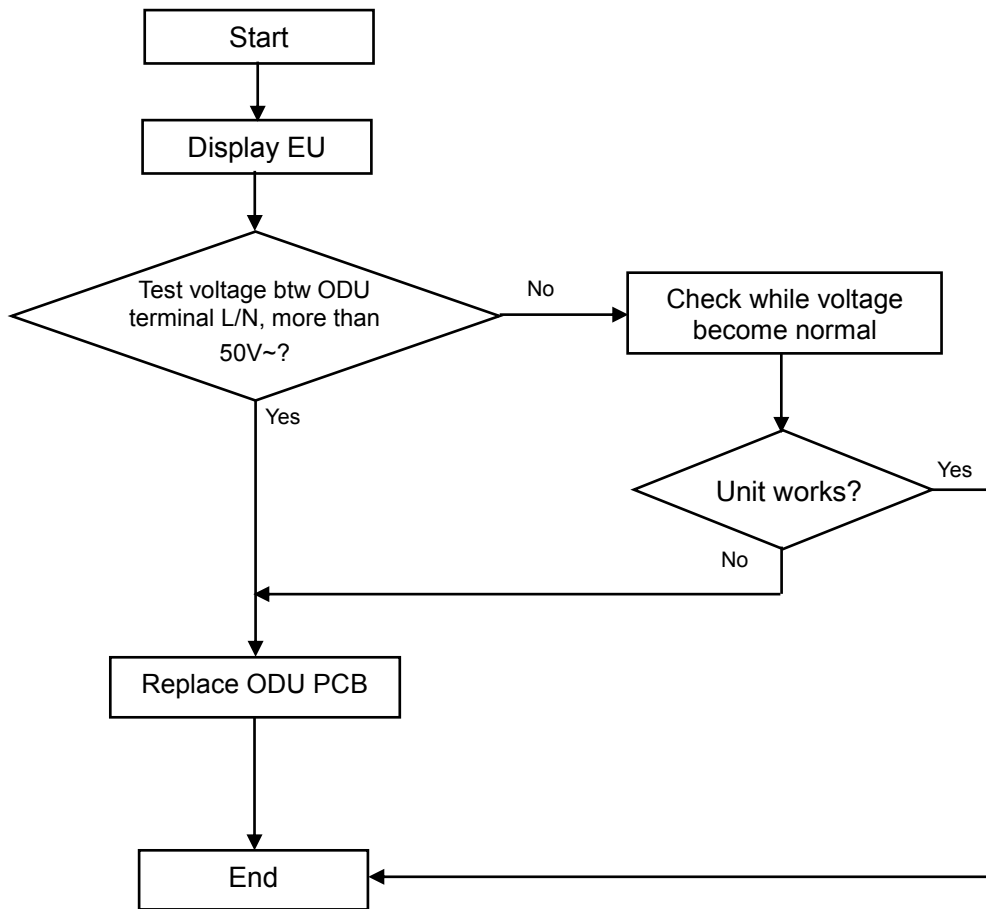 Start
Display EU
Test voltage btw ODU
terminal L/N, more than
50V~?
No
Check while voltage
become normal
Yes
Unit works?
Yes
No
Replace ODU PCB
End